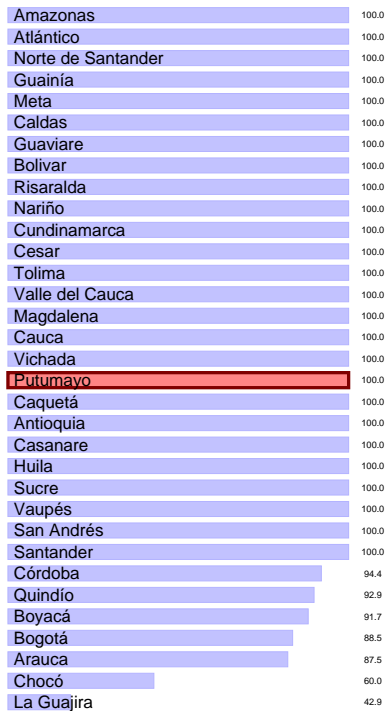 Amazonas 100.0
Atlántico 100.0
Norte de Santander 100.0
Guainía 100.0
Meta 100.0
Caldas 100.0
Guaviare 100.0
Bolivar 100.0
Risaralda 100.0
Nariño 100.0
Cundinamarca 100.0
Cesar 100.0
Tolima 100.0
Valle del Cauca 100.0
Magdalena 100.0
Cauca 100.0
Vichada 100.0
Putumayo 100.0
Caquetá 100.0
Antioquia 100.0
Casanare 100.0
Huila 100.0
Sucre 100.0
Vaupés 100.0
San Andrés 100.0
Santander 100.0
Córdoba 94.4
Quindío 92.9
Boyacá 91.7
Bogotá 88.5
Arauca 87.5
Chocó 60.0
La Guajira 42.9